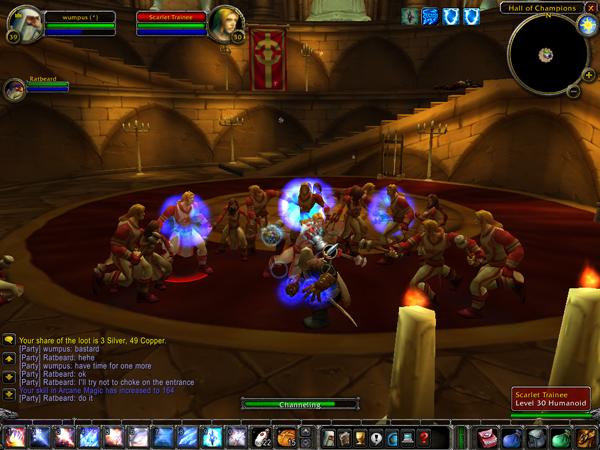 wumpus (*)
Scarlet Trainee
Hall of Champions
N
39
30
Ratbeard
Your share of the loot is 3 Silver, 49 Copper.
[Party] wumpus: bastard
[Party] Ratbeard: hehe
[Party] wumpus: have time for one more
[Party] Ratbeard: ok
[Party] Ratbeard: I'll try not to choke on the entrance
Your skill in Arcane Magic has increased to 164
[Party] Ratbeard: do it
Channeling
Scarlet Trainee
Level 30 Humanoid